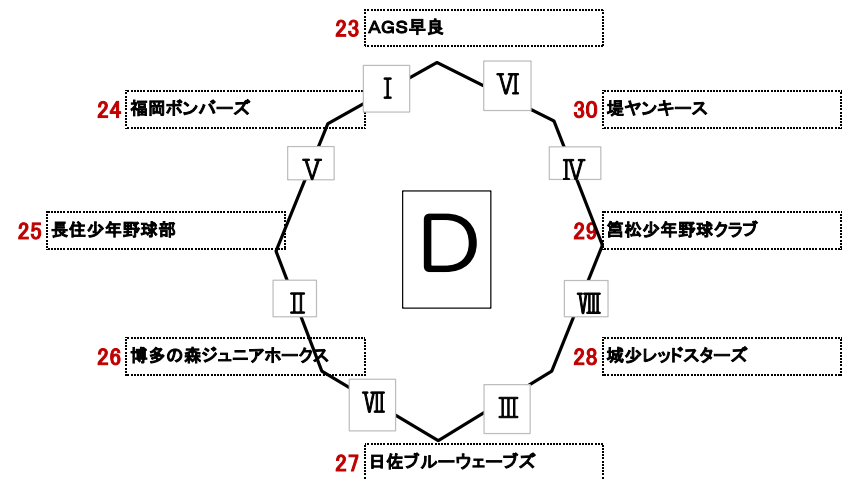 23 AGS早良
Ⅰ Ⅵ
24 福岡ボンバーズ
30 堤ヤンキース
Ⅴ Ⅳ
25 長住少年野球部
D
29 筥松少年野球クラブ
Ⅱ Ⅷ
26 博多の森ジュニアホークス
28 城少レッドスターズ
Ⅶ Ⅲ
27 日佐ブルーウェーブズ